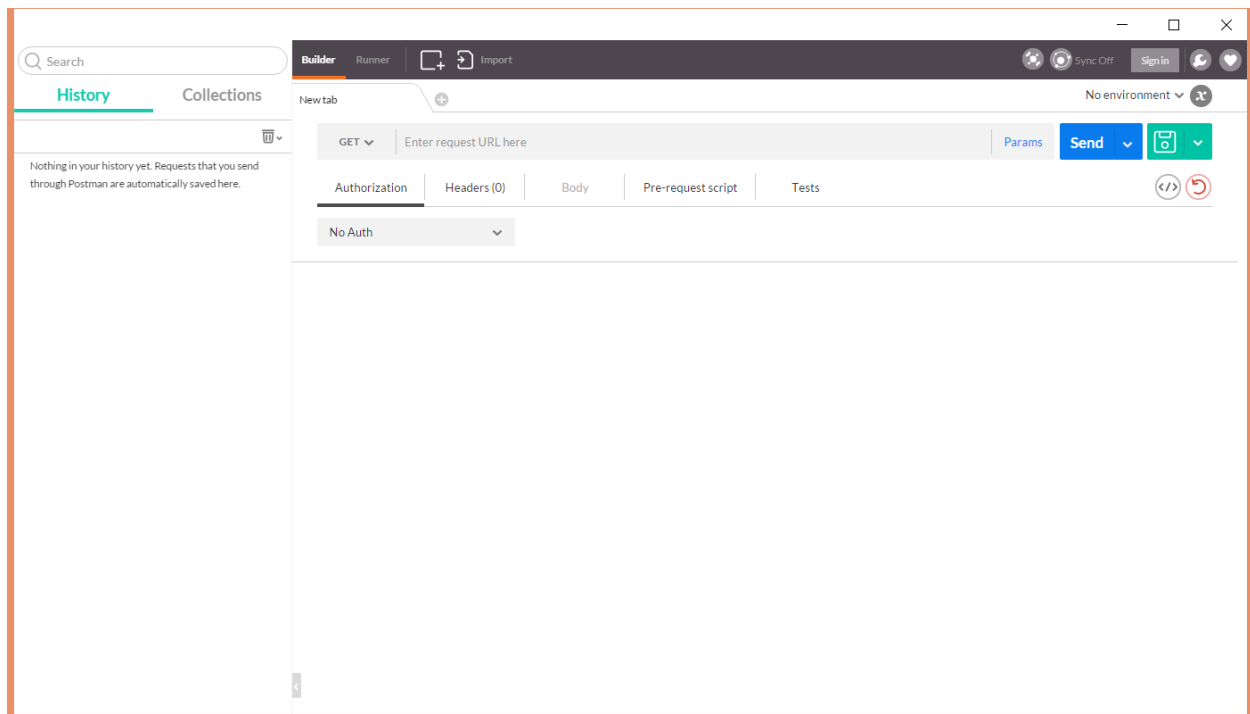 Search
History
Collections
Nothing in your history yet. Requests that you send
through Postman are automatically saved here.
Builder
Runner
Import
Sync Off
Sign in
New tab
No environment
GET
Enter request URL here
Params
Send
Authorization
Headers (0)
Body
Pre-request script
Tests
No Auth